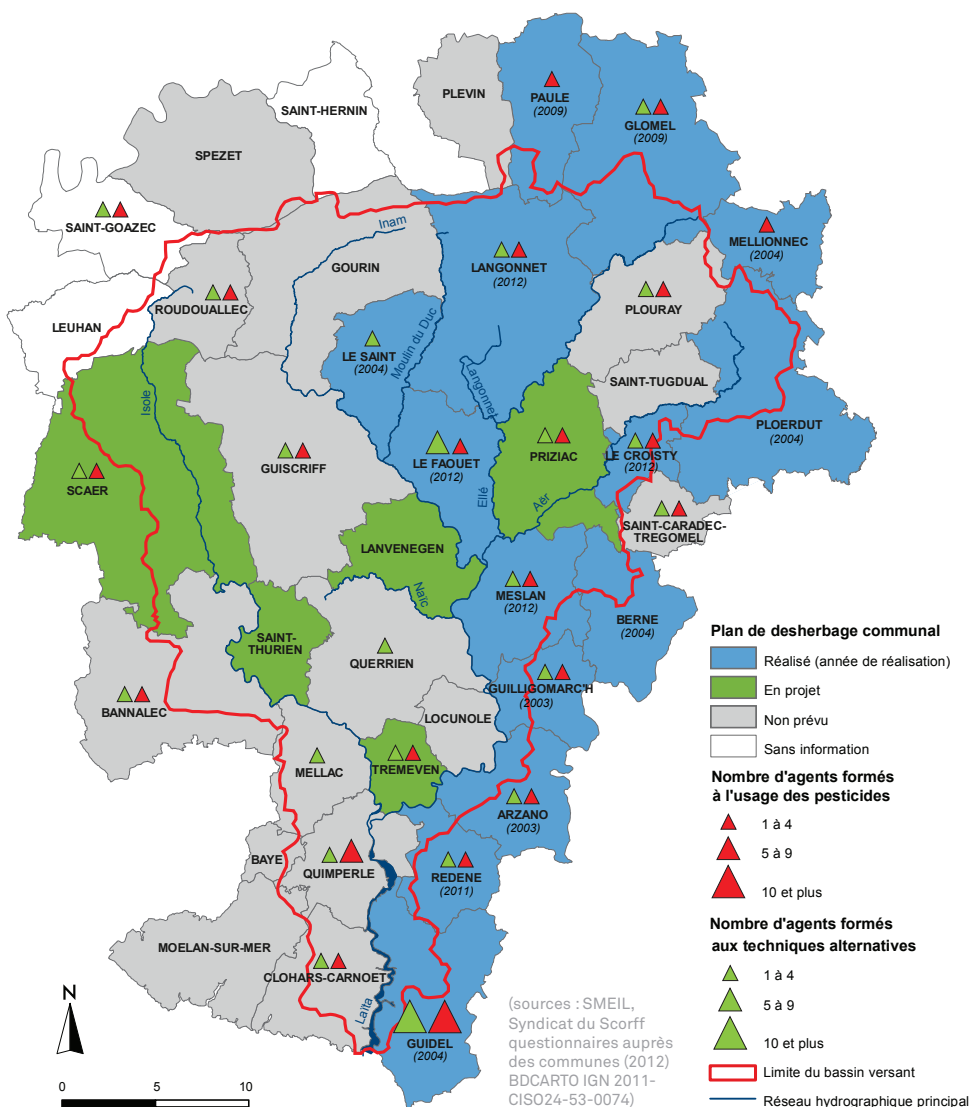 SAINT-HERNIN
PLEVIN
PAULE
(2009)
GLOMEL
(2009)
SPEZET
SAINT-GOAZEC
Inam
MELLIONNEC
(2004)
GOURIN
LANGONNET
(2012)
ROUDOUALLEC
PLOURAY
LEUHAN
LE SAINT
(2004)
Moulin du Duc
Langonnet
SAINT-TUGDUAL
Isole
PLOERDUT
(2004)
GUISCRIFF
LE FAOUET
(2012)
PRIZIAC
LE CROISTY
(2012)
SCAER
Ellé
Aër
SAINT-CARADEC-
TREGOMEL
LANVENEGEN
Naïc
MESLAN
(2012)
BERNE
(2004)
SAINT-
THURIEN
QUERRIEN
GUILLIGOMARC'H
(2003)
BANNALEC
LOCUNOLE
MELLAC
TREMEVEN
ARZANO
(2003)
BAYE
QUIMPERLE
REDENE
(2011)
MOELAN-SUR-MER
CLOHARS-CARNOET
Laïta
GUIDEL
(2004)
N
0 5 10
(sources : SMEIL,
Syndicat du Scorff
questionnaires auprès
des communes (2012)
BDCARTO IGN 2011-
CISO24-53-0074)
Plan de desherbage communal
Réalisé (année de réalisation)
En projet
Non prévu
Sans information
Nombre d'agents formés
à l'usage des pesticides
1 à 4
5 à 9
10 et plus
Nombre d'agents formés
aux techniques alternatives
1 à 4
5 à 9
10 et plus
Limite du bassin versant
Réseau hydrographique principal